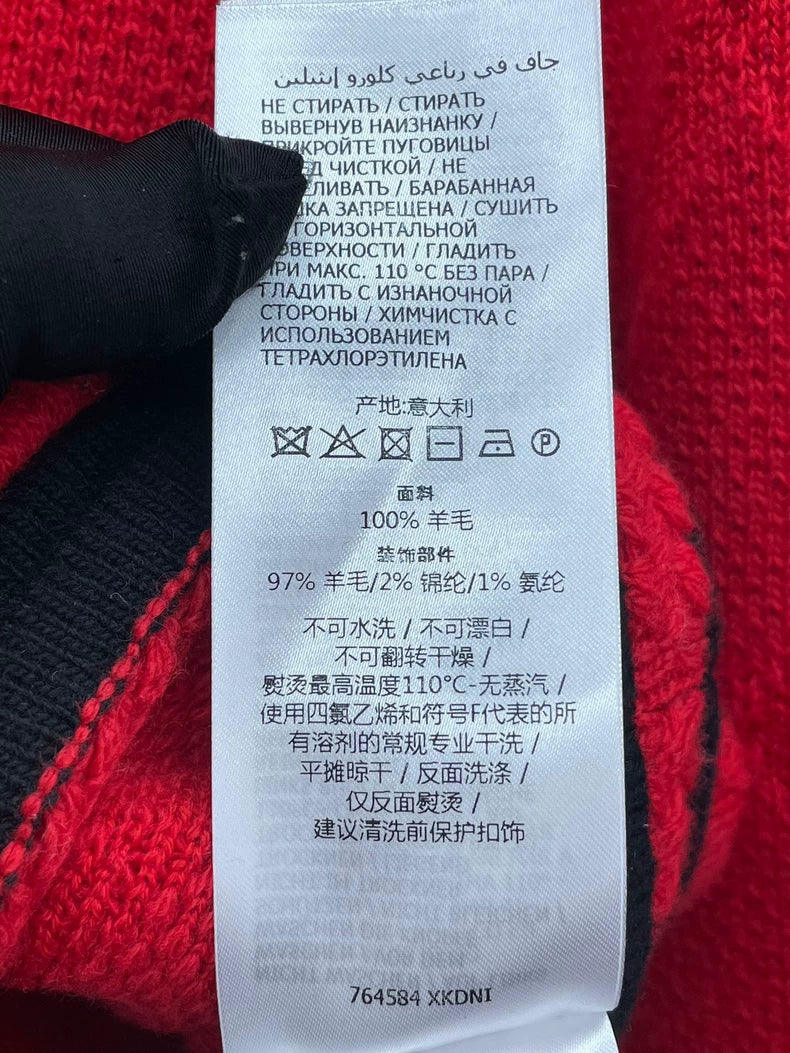 جاف في رباعي كلورو إيثيلين
НЕ СТИРАТЬ / СТИРАТЬ
ВЫВЕРНУВ НАИЗНАНКУ /
ПРИКРОЙТЕ ПУГОВИЦЫ
ЧИСТКОЙ / НЕ
/ БАРАБАННАЯ
ЗАПРЕЩЕНА / СУШИТЬ
ГОРИЗОНТАЛЬНОЙ
/ ГЛАДИТЬ
ПРИ МАКС. 110 °C БЕЗ ПАРА /
ГЛАДИТЬ С ИЗНАНОЧНОЙ
СТОРОНЫ / ХИМЧИСТКА С
ИСПОЛЬЗОВАНИЕМ
ТЕТРАХЛОРЭТИЛЕНА
产地:意大利
P
面料
100% 羊毛
装饰部件
97% 羊毛/2% 锦纶/1% 氨纶
不可水洗 / 不可漂白 /
不可翻转干燥 /
熨烫最高温度110°C-无蒸汽 /
使用四氯乙烯和符号F代表的所
有溶剂的常规专业干洗 /
平摊晾干 / 反面洗涤 /
仅反面熨烫 /
建议清洗前保护扣饰
764584 XKDNI